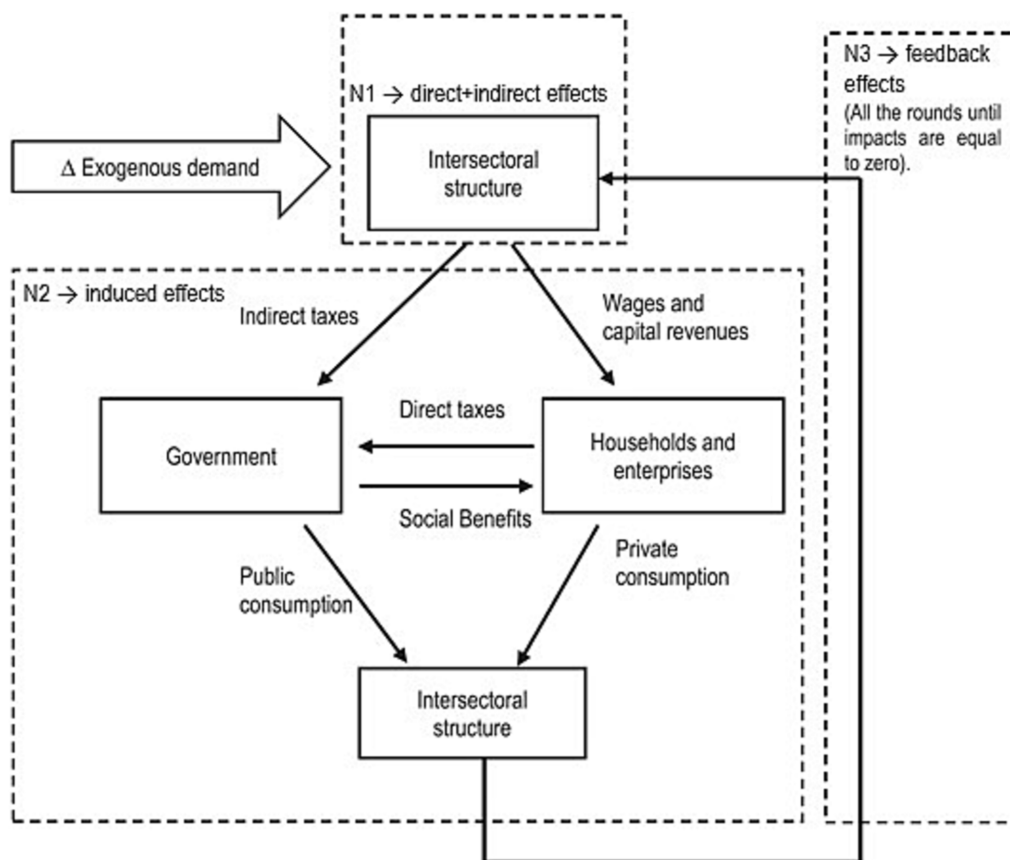 N1 → direct+indirect effects
Δ Exogenous demand
Intersectoral
structure
N3 → feedback
effects
(All the rounds until
impacts are equal
to zero).
N2 → induced effects
Indirect taxes
Wages and
capital revenues
Government
Direct taxes
Social Benefits
Households and
enterprises
Public
consumption
Private
consumption
Intersectoral
structure